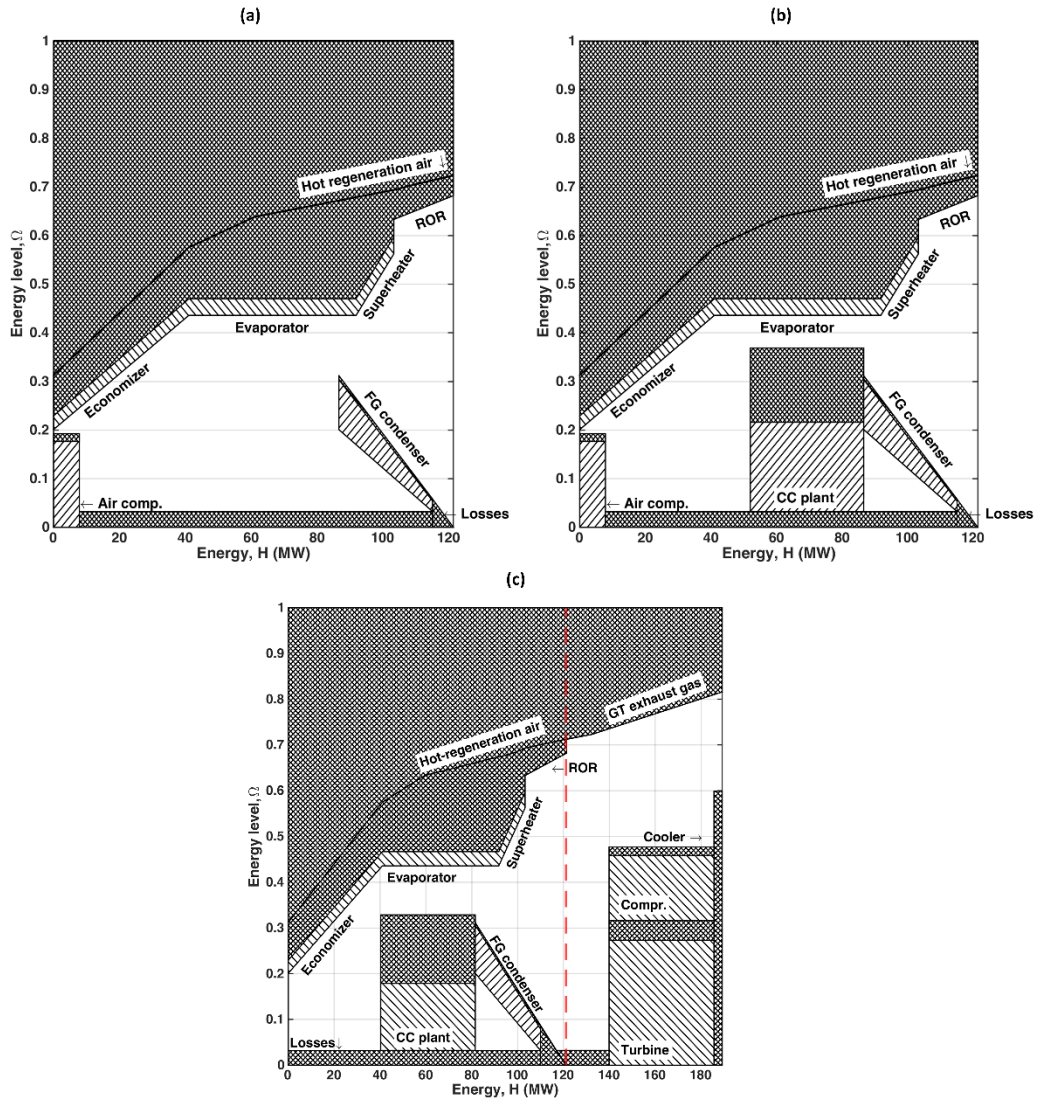 (a)
1
0.9
0.8
0.7
0.6
0.5
0.4
0.3
0.2
0.1
0
Energy level, Ω
Hot regeneration air ↓
ROR
Superheater
Evaporator
Economizer
FG condenser
← Air comp.
← Losses
0 20 40 60 80 100 120
Energy, H (MW)
(b)
1
0.9
0.8
0.7
0.6
0.5
0.4
0.3
0.2
0.1
0
Energy level, Ω
Hot regeneration air ↓
ROR
Superheater
Evaporator
Economizer
FG condenser
CC plant
← Air comp.
← Losses
0 20 40 60 80 100 120
Energy, H (MW)
(c)
1
0.9
0.8
0.7
0.6
0.5
0.4
0.3
0.2
0.1
0
Energy level, Ω
GT exhaust gas
Hot-regeneration air
← ROR
Superheater
Cooler →
Evaporator
Compr.
Economizer
FG condenser
Losses↓
CC plant
Turbine
0 20 40 60 80 100 120 140 160 180
Energy, H (MW)